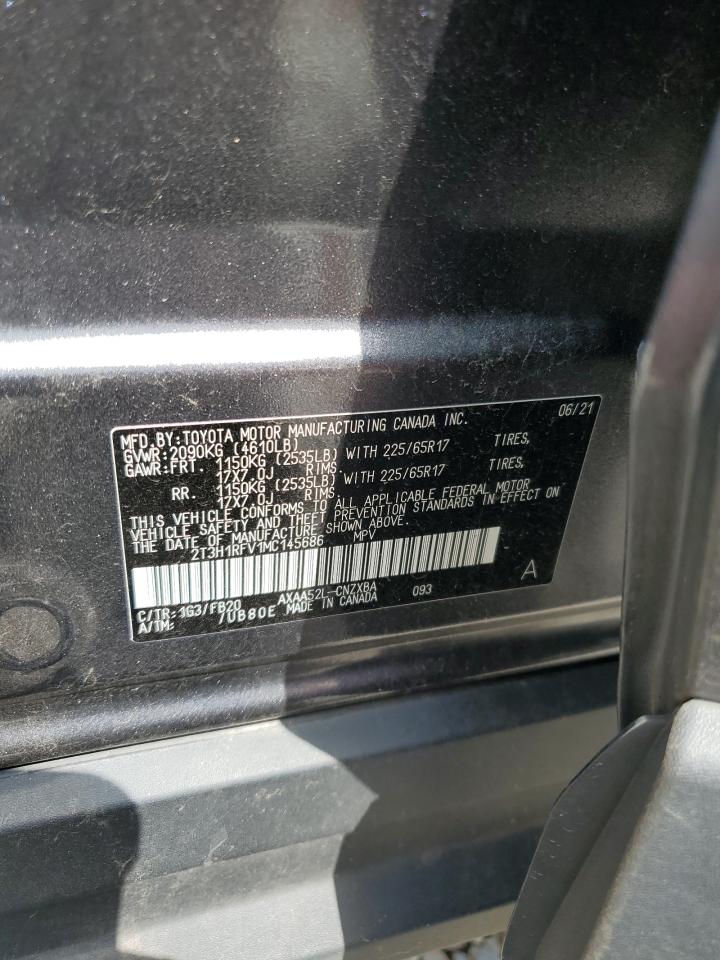 MFD.BY:TOYOTA MOTOR MANUFACTURING CANADA INC. 06/21
GVWR:2090KG (4610LB)
GAWR:FRT. 1150KG (2535LB) WITH 225/65R17 TIRES,
17X7.0J RIMS,
RR. 1150KG (2535LB) WITH 225/65R17 TIRES,
17X7.0J RIMS.
THIS VEHICLE CONFORMS TO ALL APPLICABLE FEDERAL MOTOR
VEHICLE SAFETY AND THEFT PREVENTION STANDARDS IN EFFECT ON
THE DATE OF MANUFACTURE SHOWN ABOVE.
2T3H1RFV1MC145686 MPV
C/TR:1G3/FB20 AXAA52L-CNZXBA 093 A
A/TM: /UB80E MADE IN CANADA